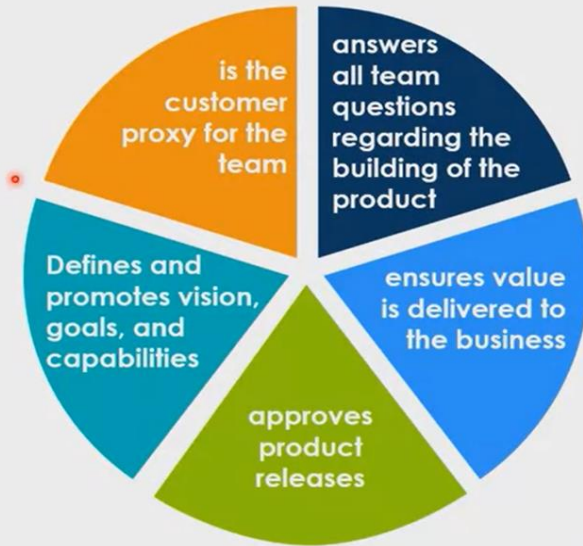 is the
customer
proxy for the
team
answers
all team
questions
regarding the
building of the
product
Defines and
promotes vision,
goals, and
capabilities
ensures value
is delivered to
the business
approves
product
releases